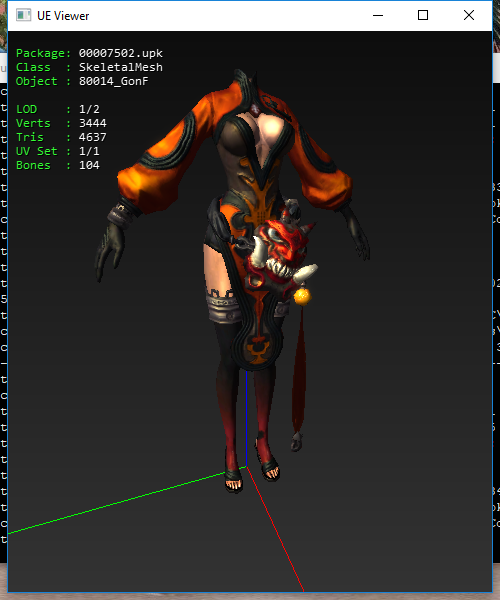 UE Viewer
Package: 00007502.upk
Class : SkeletalMesh
Object : 80014_GonF
LOD : 1/2
Verts : 3444
Tris : 4637
UV Set : 1/1
Bones : 104